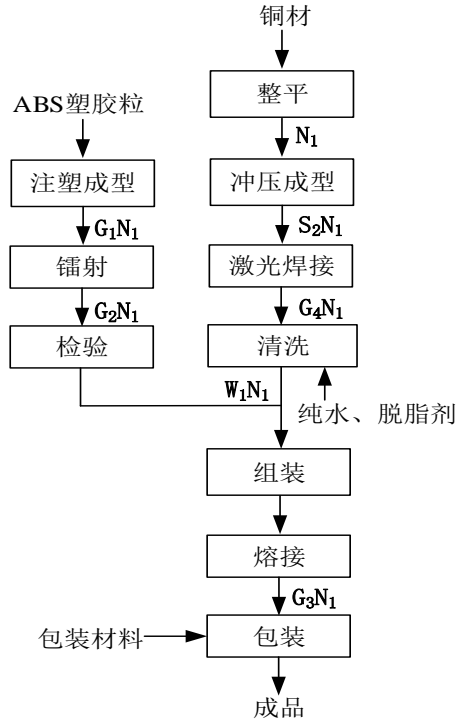 铜材
整平
ABS塑胶粒
N₁
注塑成型
冲压成型
G₁N₁
S₂N₁
镭射
激光焊接
G₂N₁
G₄N₁
检验
清洗
W₁N₁
纯水、脱脂剂
组装
熔接
G₃N₁
包装材料
包装
成品